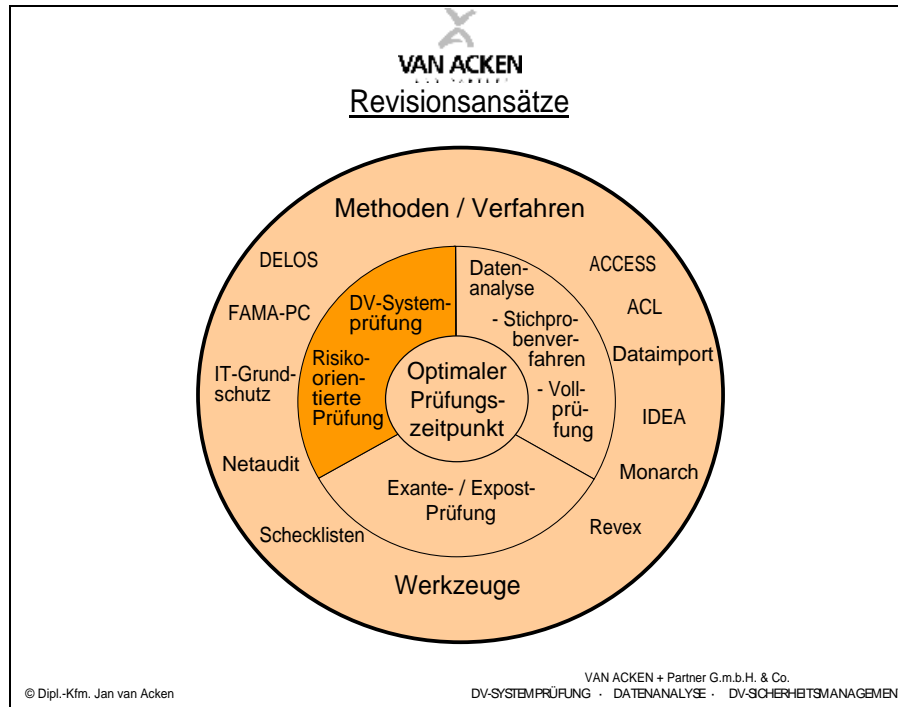 VAN ACKEN
Revisionsansätze
Methoden / Verfahren
DELOS
FAMA-PC
IT-Grund-
schutz
Netaudit
Schecklisten
DV-System-
prüfung
Risiko-
orien-
tierte
Prüfung
Daten-
analyse
- Stichpro-
benver-
fahren
- Voll-
prü-
fung
Optimaler
Prüfungs-
zeitpunkt
Exante- / Expost-
Prüfung
ACCESS
ACL
Dataimport
IDEA
Monarch
Revex
Werkzeuge
VAN ACKEN + Partner G.m.b.H. & Co.
© Dipl.-Kfm. Jan van Acken
DV-SYSTEMPRÜFUNG · DATENANALYSE · DV-SICHERHEITSMANAGEMEN